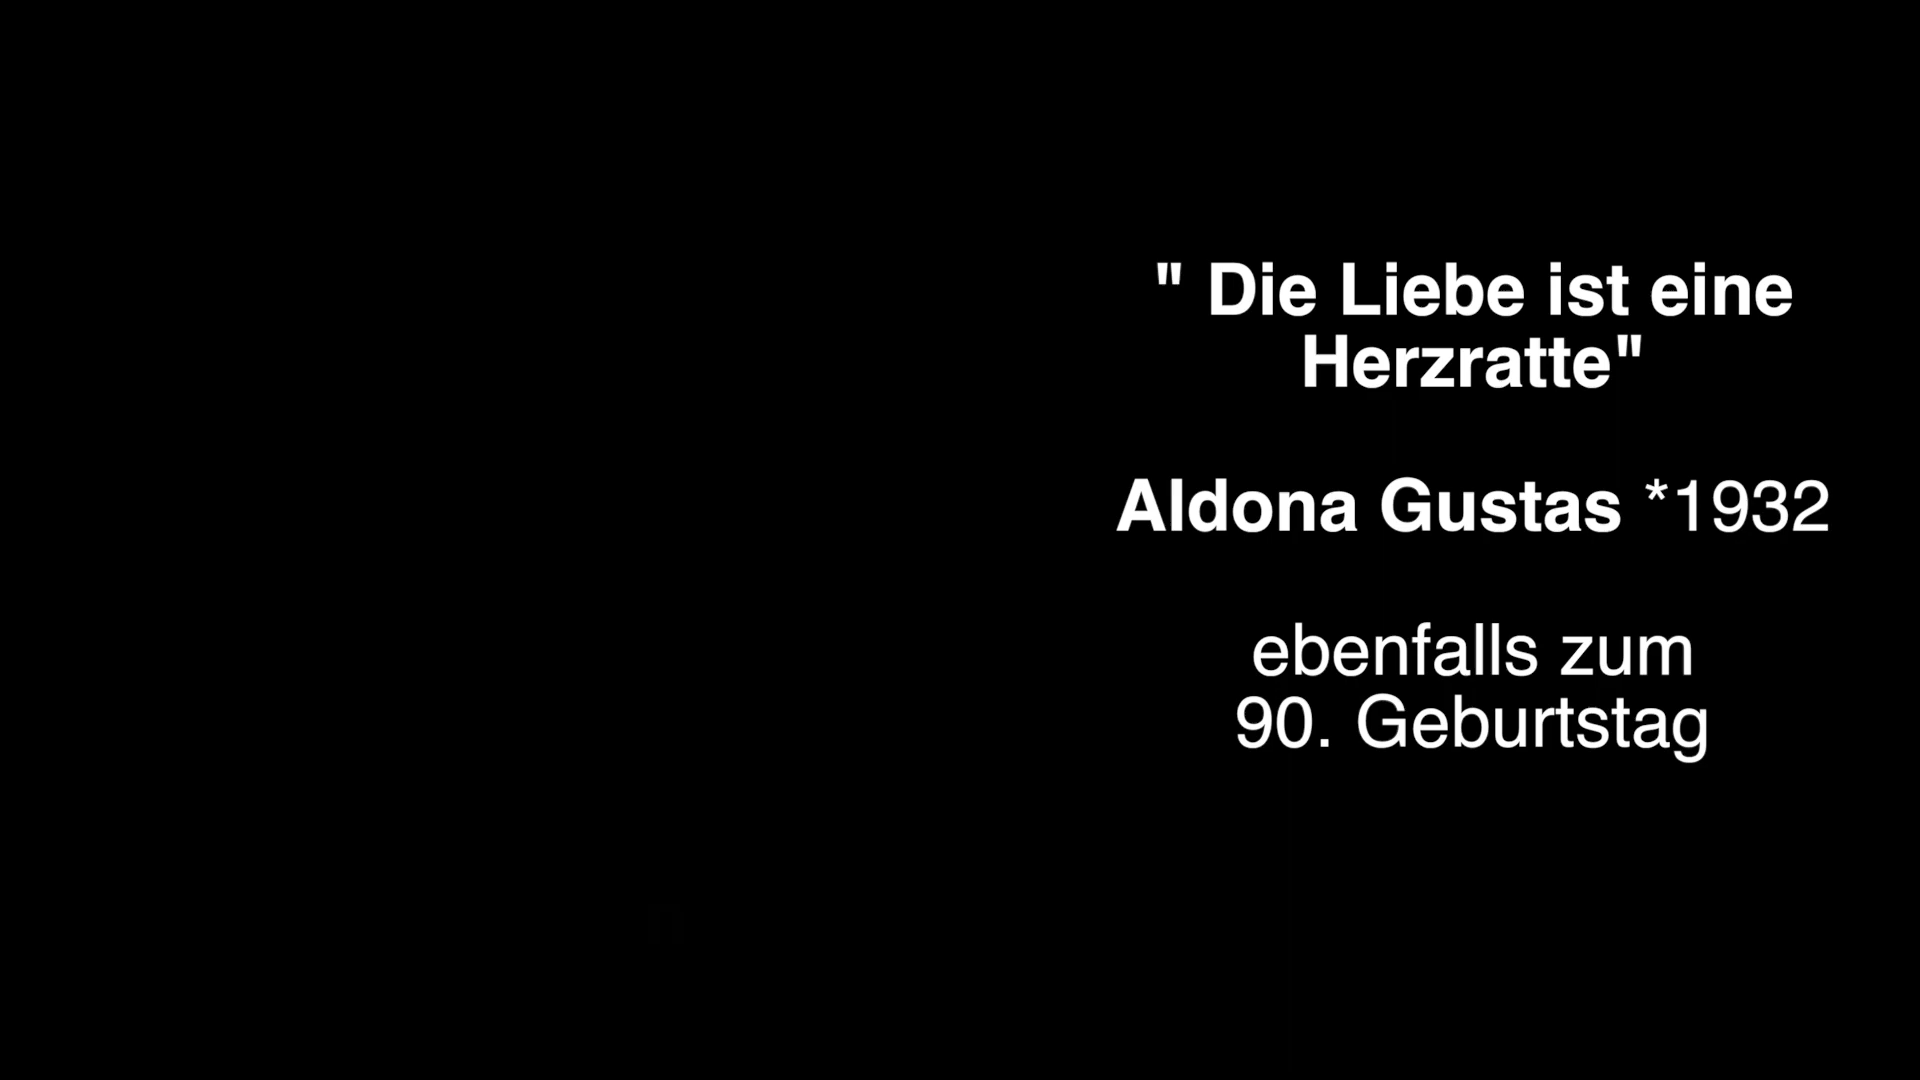 " Die Liebe ist eine
Herzratte"
Aldona Gustas *1932
ebenfalls zum
90. Geburtstag